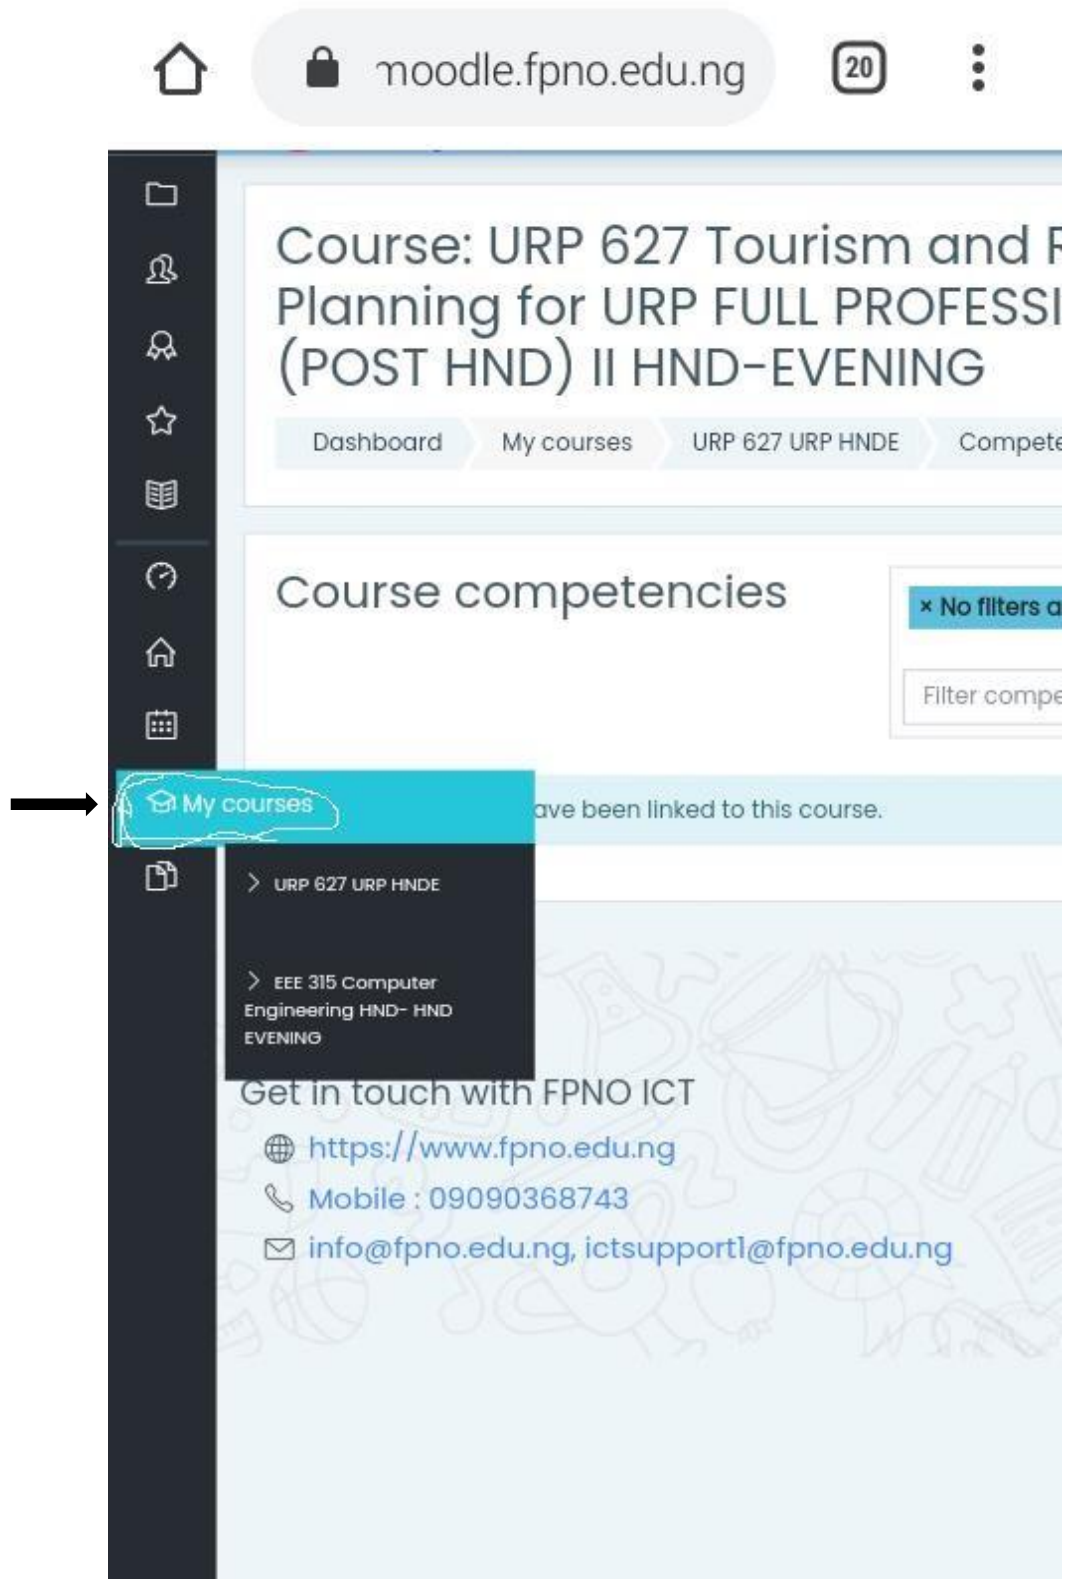 moodle.fpno.edu.ng
20
Course: URP 627 Tourism and
Planning for URP FULL PROFESSI
(POST HND) II HND-EVENING
Dashboard My courses URP 627 URP HNDE Compete
Course competencies
× No filters a
Filter compe
My courses
ave been linked to this course.
URP 627 URP HNDE
EEE 315 Computer
Engineering HND- HND
EVENING
Get in touch with FPNO ICT
https://www.fpno.edu.ng
Mobile : 09090368743
info@fpno.edu.ng, ictsupport1@fpno.edu.ng